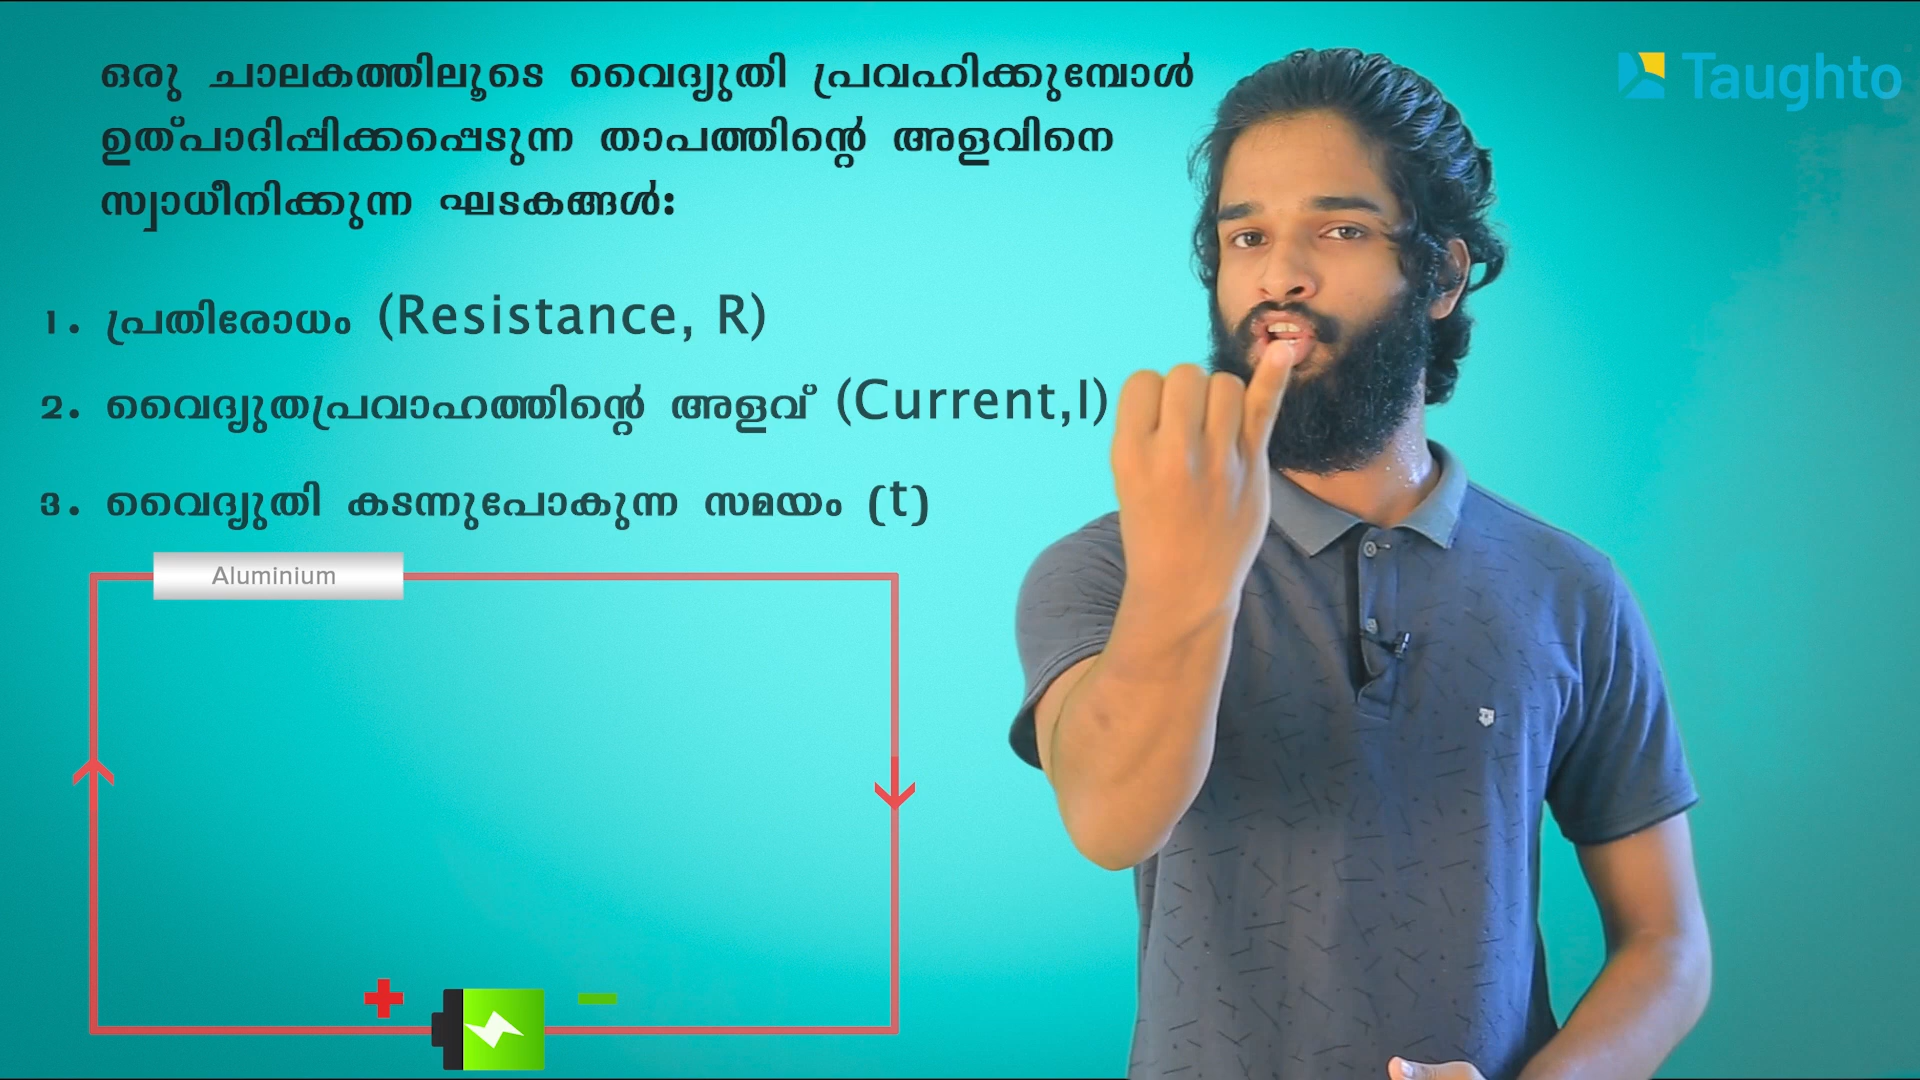 ഒരു ചാലകത്തിലൂടെ വൈദ്യുതി പ്രവഹിക്കുമ്പോൾ
ഉത്പാദിപ്പിക്കപ്പെടുന്ന താപത്തിന്റെ അളവിനെ
സ്വാധീനിക്കുന്ന ഘടകങ്ങൾ:
Taughto
1. പ്രതിരോധം (Resistance, R)
2. വൈദ്യുതപ്രവാഹത്തിന്റെ അളവ് (Current,I)
3. വൈദ്യുതി കടന്നുപോകുന്ന സമയം (t)
Aluminium
+ −